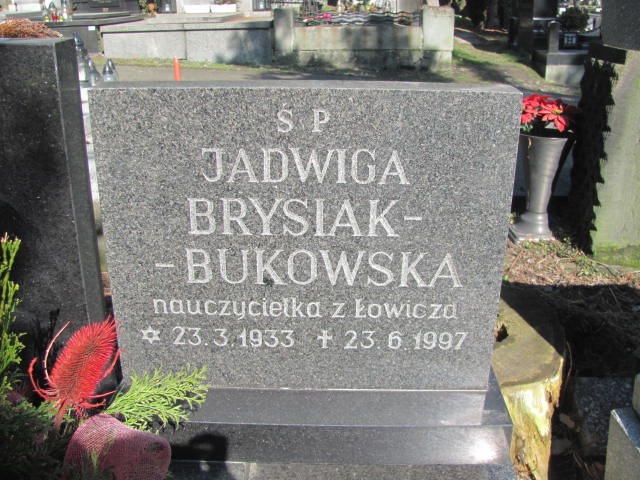 Ś P
JADWIGA
BRYSIAK-
-BUKOWSKA
nauczycielka z Łowicza
✡ 23.3.1933 ✝ 23.6.1997